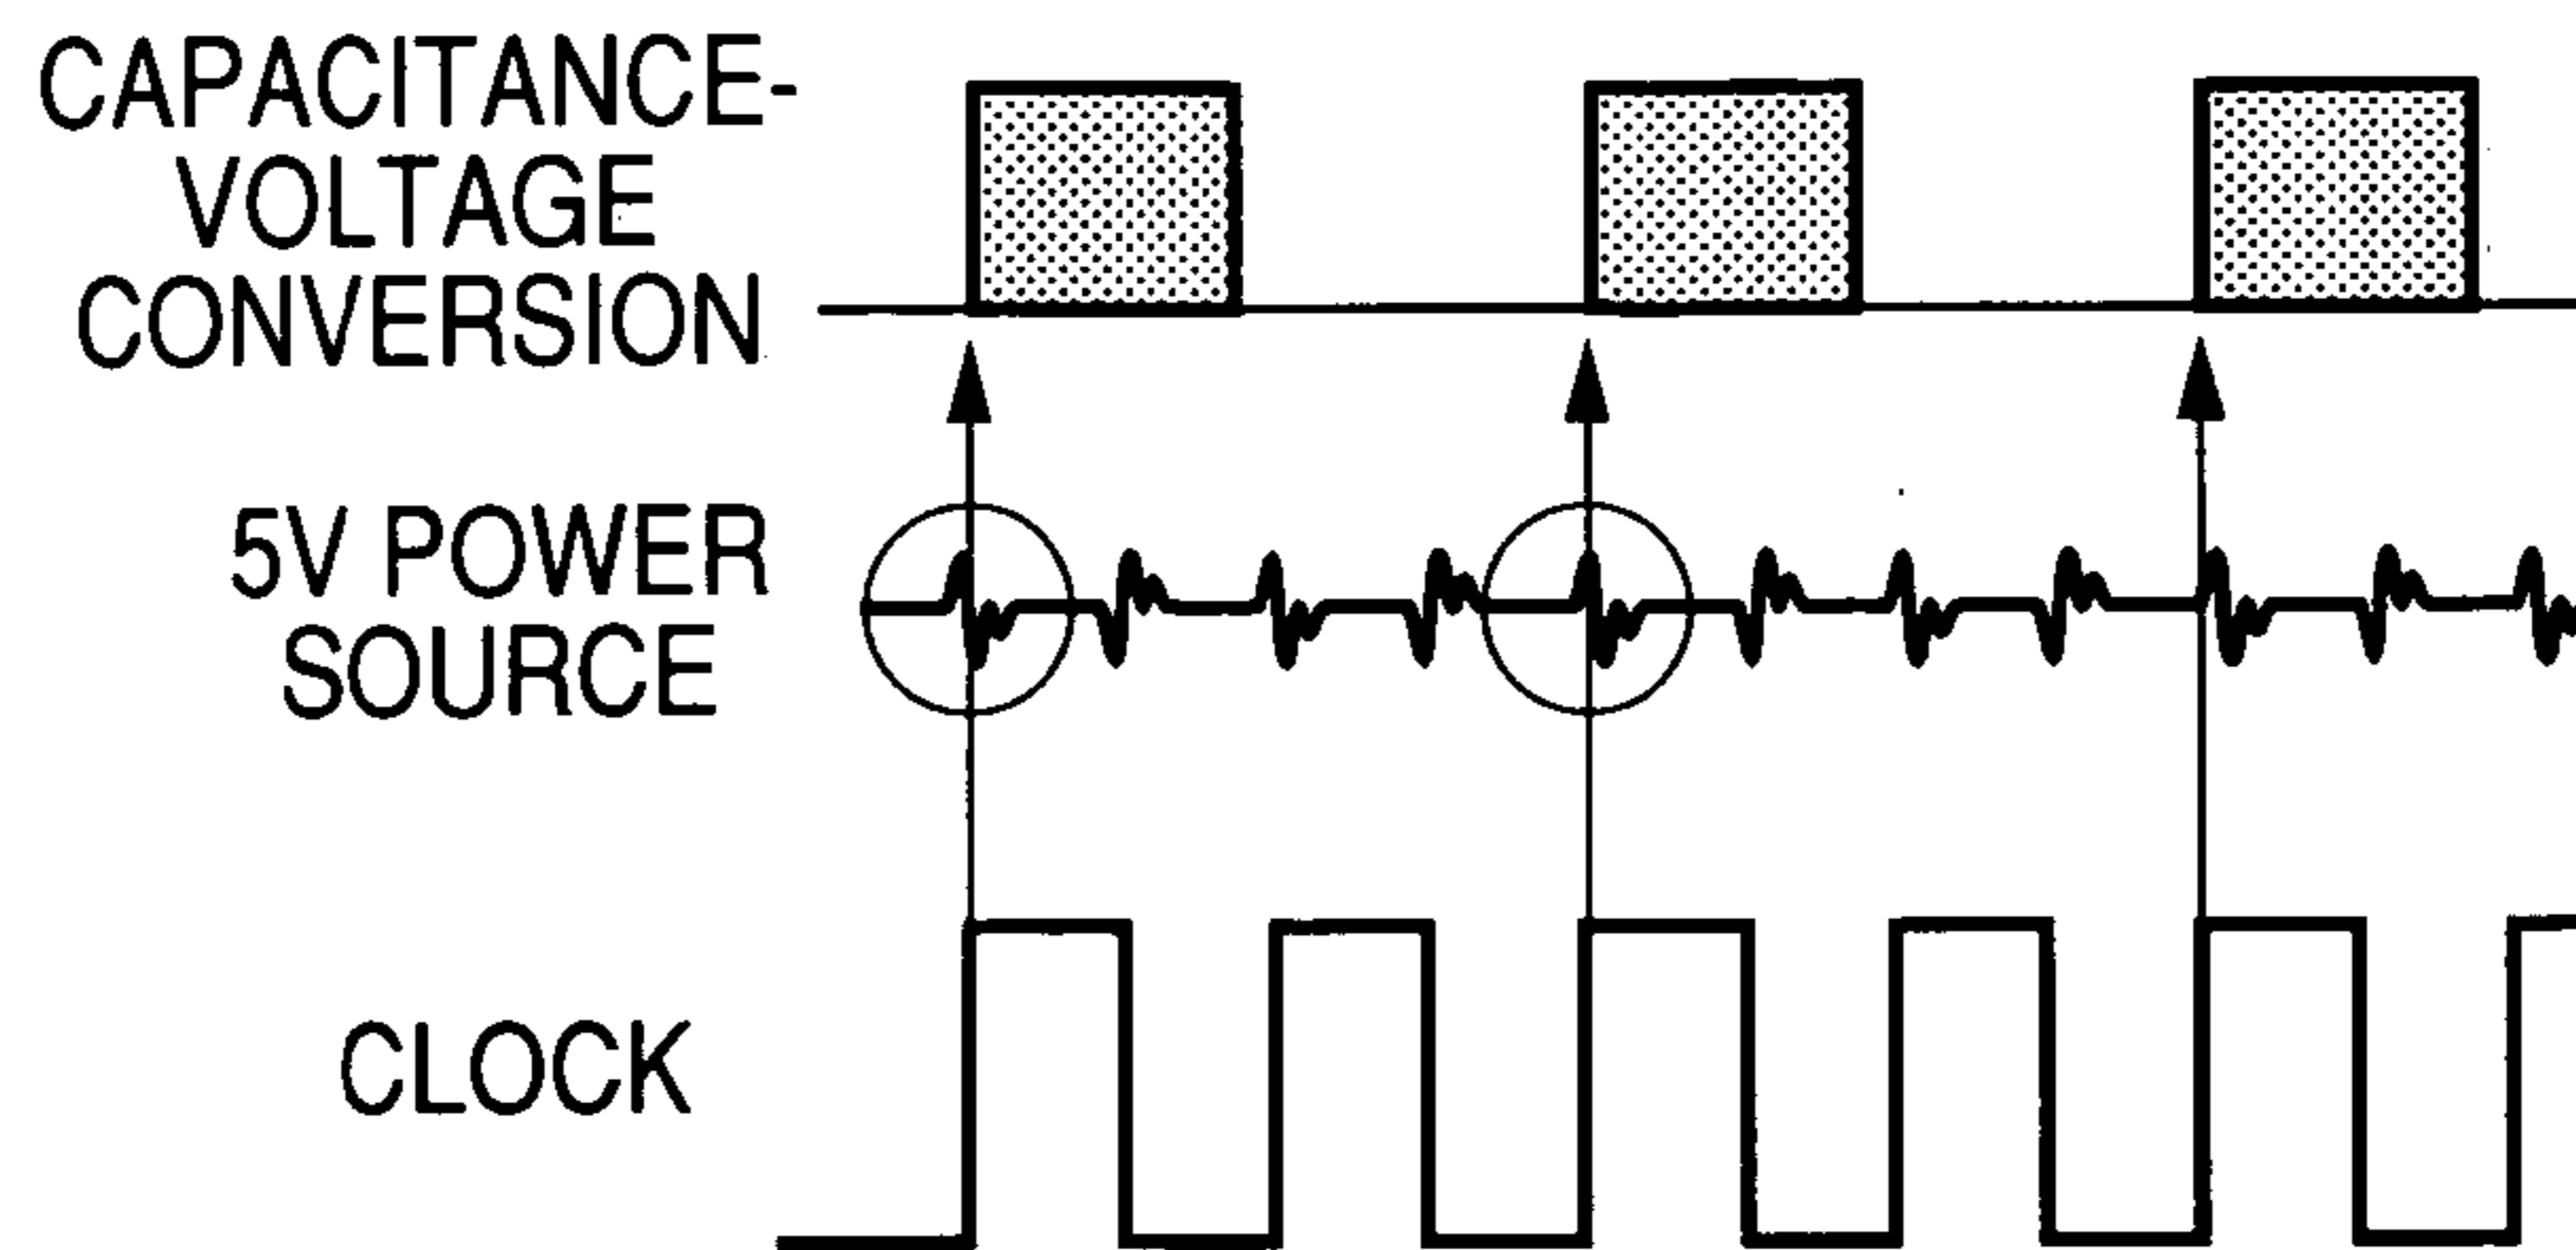 CAPACITANCE-
VOLTAGE
CONVERSION
5V POWER
SOURCE
CLOCK